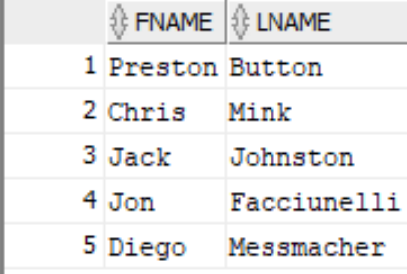 FNAME LNAME
1 Preston Button
2 Chris Mink
3 Jack Johnston
4 Jon Facciunelli
5 Diego Messmacher